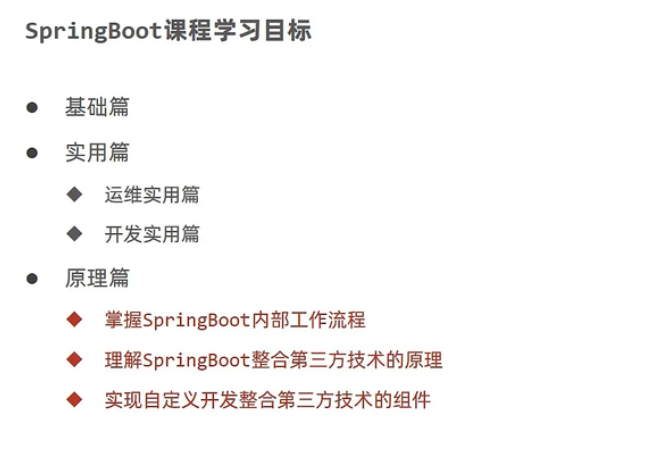 SpringBoot课程学习目标
基础篇
实用篇
运维实用篇
开发实用篇
原理篇
掌握SpringBoot内部工作流程
理解SpringBoot整合第三方技术的原理
实现自定义开发整合第三方技术的组件